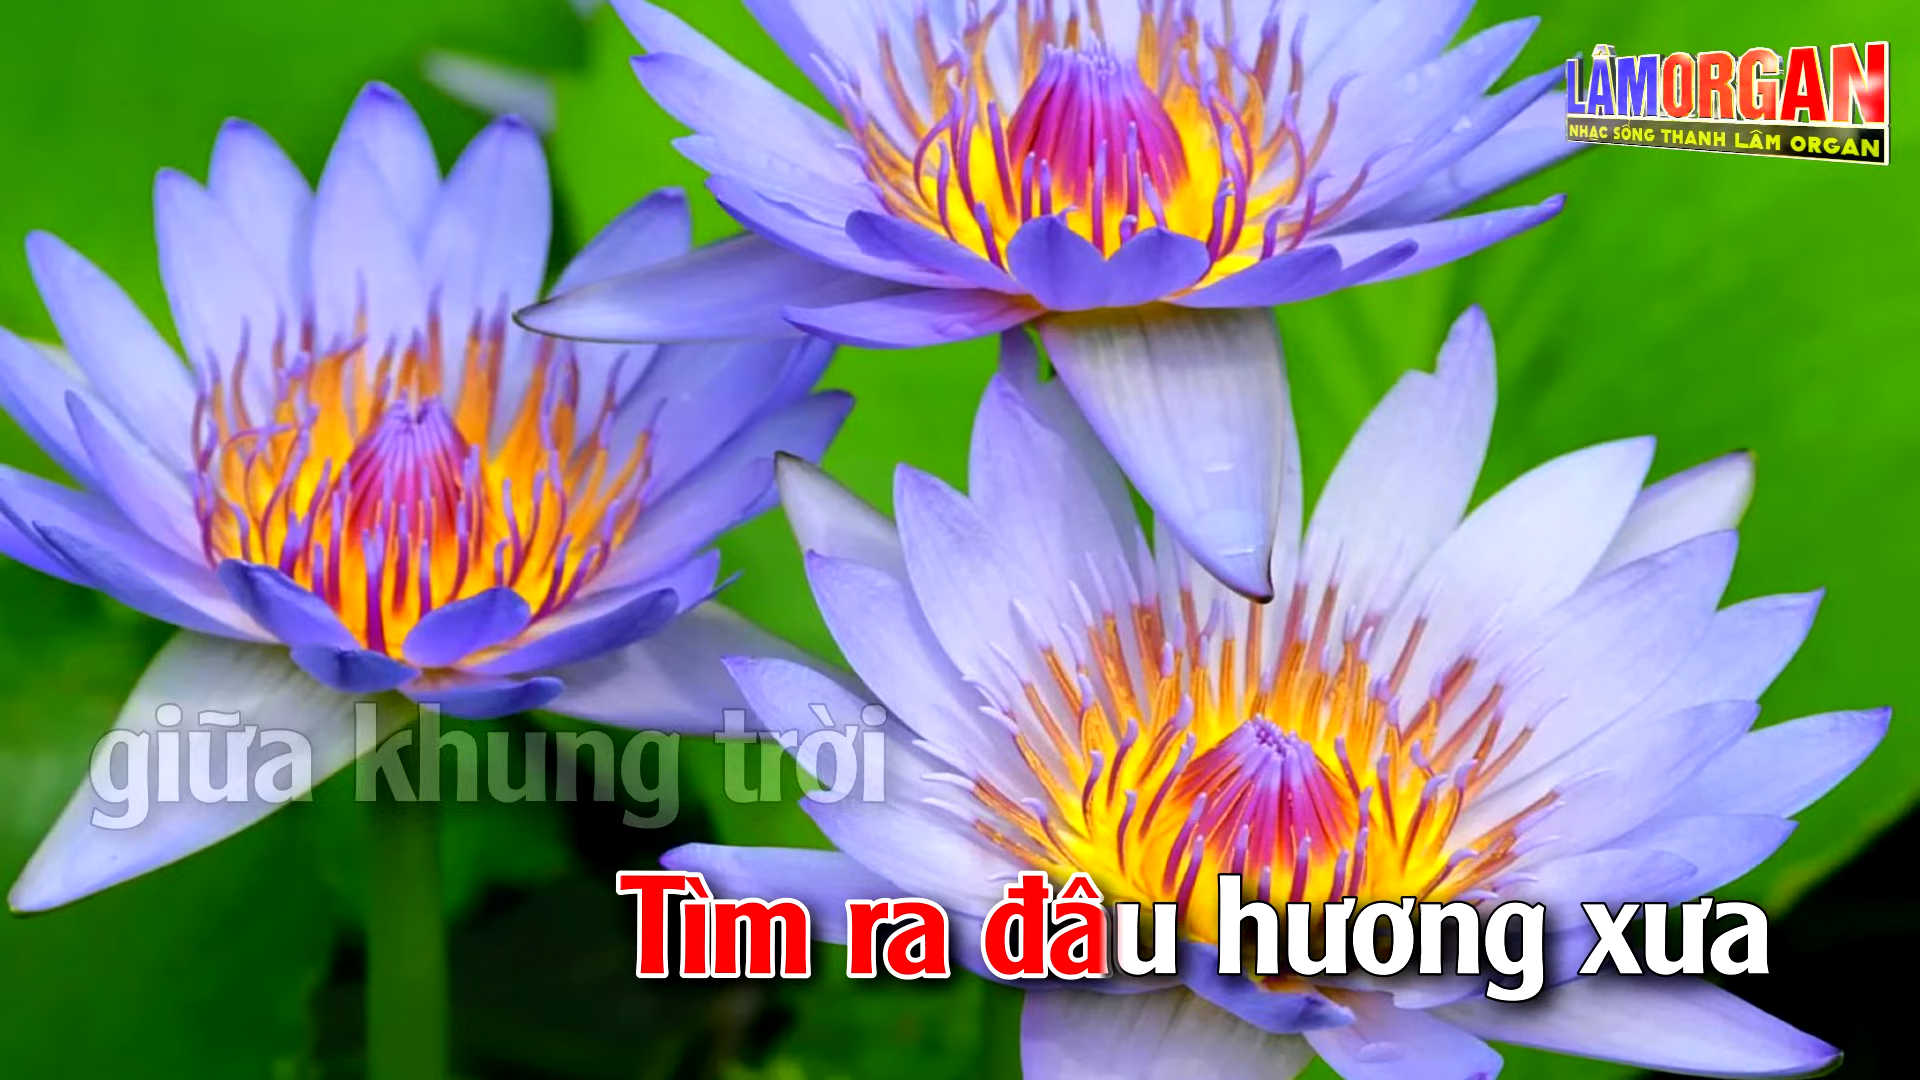 LÂMORGAN
NHẠC SỐNG THANH LÂM ORGAN
giữa khung trời
Tìm ra đâu hương xưa